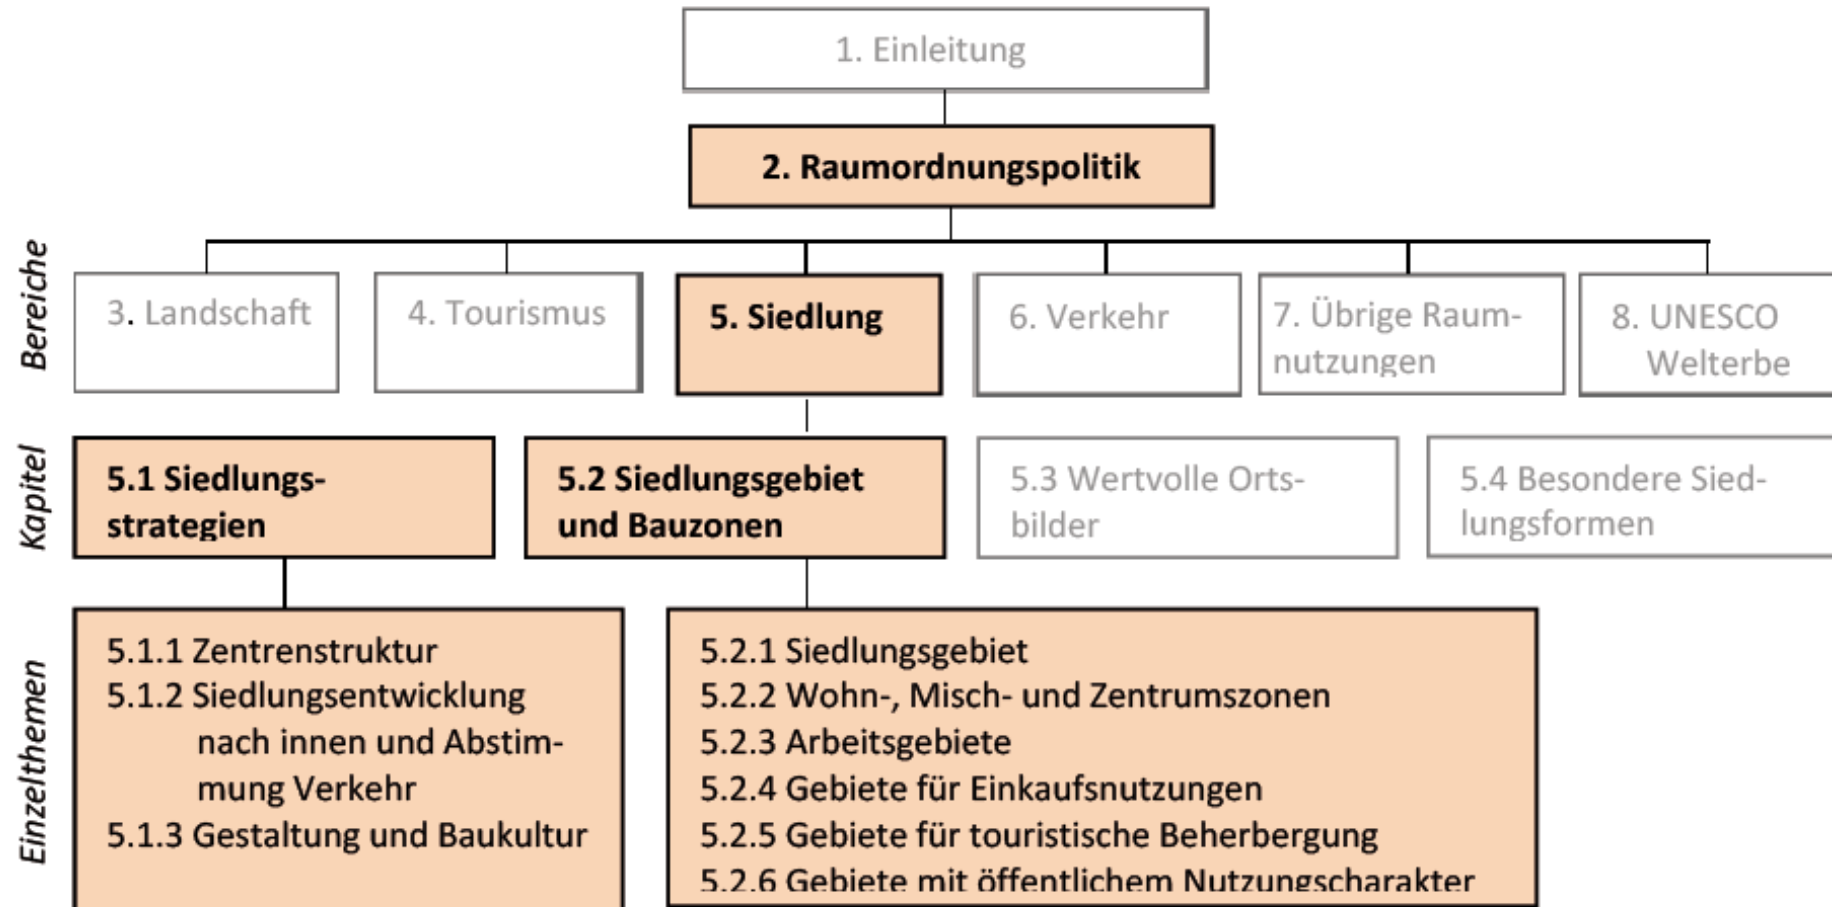 1. Einleitung
2. Raumordnungspolitik
Bereiche
3. Landschaft
4. Tourismus
5. Siedlung
6. Verkehr
7. Übrige Raum-
nutzungen
8. UNESCO
Welterbe
Kapitel
5.1 Siedlungs-
strategien
5.2 Siedlungsgebiet
und Bauzonen
5.3 Wertvolle Orts-
bilder
5.4 Besondere Sied-
lungsformen
Einzelthemen
5.1.1 Zentrenstruktur
5.1.2 Siedlungsentwicklung
nach innen und Abstim-
mung Verkehr
5.1.3 Gestaltung und Baukultur
5.2.1 Siedlungsgebiet
5.2.2 Wohn-, Misch- und Zentrumszonen
5.2.3 Arbeitsgebiete
5.2.4 Gebiete für Einkaufsnutzungen
5.2.5 Gebiete für touristische Beherbergung
5.2.6 Gebiete mit öffentlichem Nutzungscharakter